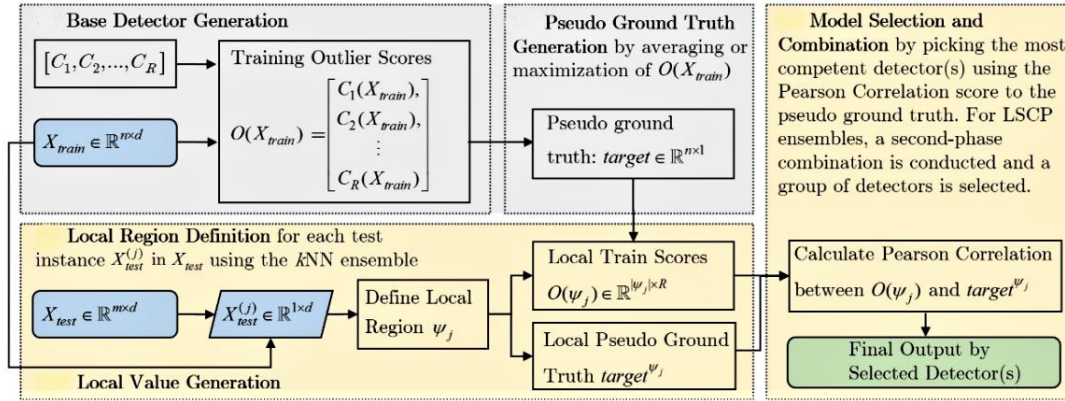 Base Detector Generation
[C₁,C₂,...,C_R]
X_train ∈ ℝ^{n×d}
Training Outlier Scores
O(X_train) = [C₁(X_train),
C₂(X_train),
⋮
C_R(X_train)]
Pseudo Ground Truth
Generation by averaging or
maximization of O(X_train)
Pseudo ground
truth: target ∈ ℝ^{n×1}
Model Selection and
Combination by picking the most
competent detector(s) using the
Pearson Correlation score to the
pseudo ground truth. For LSCP
ensembles, a second-phase
combination is conducted and a
group of detectors is selected.
Local Region Definition for each test
instance X_test^{(j)} in X_test using the kNN ensemble
X_test ∈ ℝ^{m×d}
X_test^{(j)} ∈ ℝ^{1×d}
Define Local
Region ψ_j
Local Train Scores
O(ψ_j) ∈ ℝ^{|ψ_j|×R}
Local Pseudo Ground
Truth target^{ψ_j}
Local Value Generation
Calculate Pearson Correlation
between O(ψ_j) and target^{ψ_j}
Final Output by
Selected Detector(s)